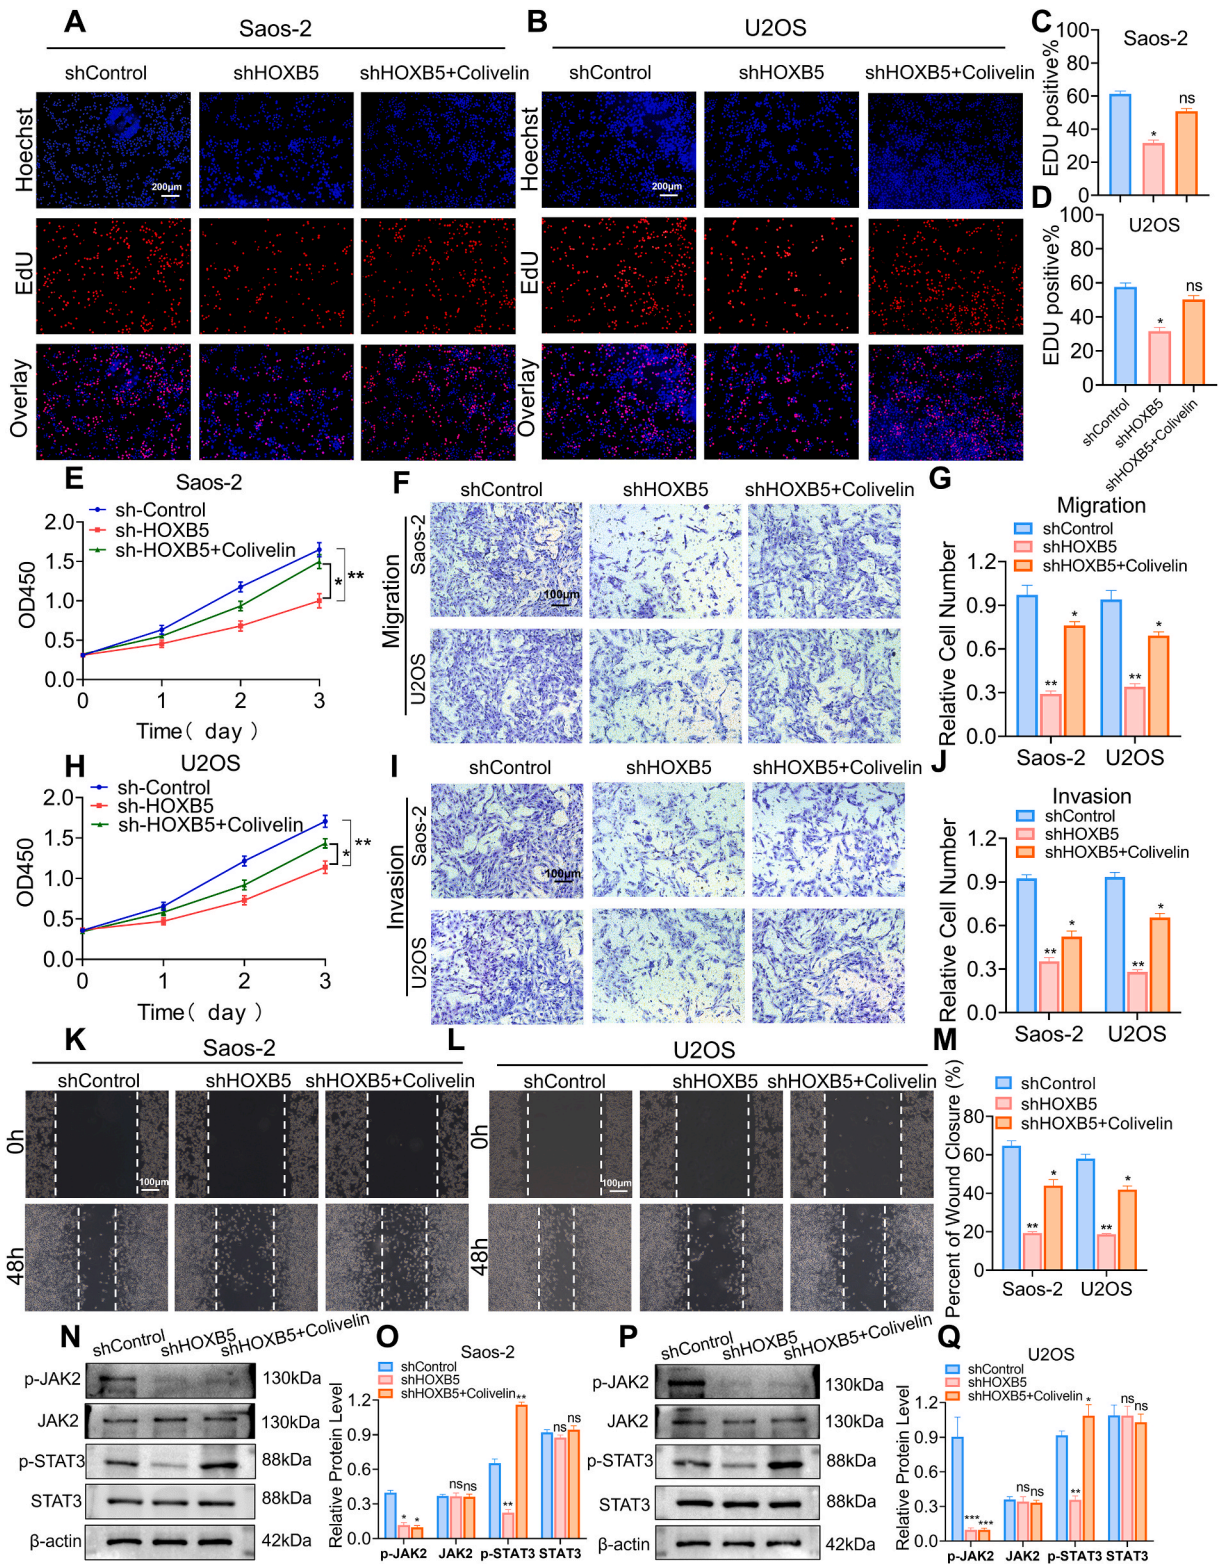 A
Saos-2
shControl
shHOXB5
shHOXB5+Colivelin
Hoechst
200μm
EdU
Overlay
B
U2OS
shControl
shHOXB5
shHOXB5+Colivelin
Hoechst
200μm
EdU
Overlay
C
Saos-2
EDU positive%
100
80
60
40
20
0
*
ns
D
U2OS
EDU positive%
100
80
60
40
20
0
*
ns
shControl
shHOXB5
shHOXB5+Colivelin
E
Saos-2
sh-Control
sh-HOXB5
sh-HOXB5+Colivelin
OD450
2.0
1.5
1.0
0.5
0.0
0 1 2 3
Time( day )
*
**
F
shControl
shHOXB5
shHOXB5+Colivelin
Migration
Saos-2
100μm
U2OS
G
Migration
shControl
shHOXB5
shHOXB5+Colivelin
Relative Cell Number
1.2
0.9
0.6
0.3
0.0
**
*
**
*
Saos-2
U2OS
H
U2OS
sh-Control
sh-HOXB5
sh-HOXB5+Colivelin
OD450
2.0
1.5
1.0
0.5
0.0
0 1 2 3
Time( day )
*
**
I
shControl
shHOXB5
shHOXB5+Colivelin
Invasion
Saos-2
100μm
U2OS
J
Invasion
shControl
shHOXB5
shHOXB5+Colivelin
Relative Cell Number
1.2
0.9
0.6
0.3
0.0
**
*
**
*
Saos-2
U2OS
K
Saos-2
shControl
shHOXB5
shHOXB5+Colivelin
0h
100μm
48h
L
U2OS
shControl
shHOXB5
shHOXB5+Colivelin
0h
100μm
48h
M
shControl
shHOXB5
shHOXB5+Colivelin
Percent of Wound Closure (%)
80
60
40
20
0
**
*
**
*
Saos-2
U2OS
N
shControl
shHOXB5
shHOXB5+Colivelin
p-JAK2 130kDa
JAK2 130kDa
p-STAT3 88kDa
STAT3 88kDa
β-actin 42kDa
O
Saos-2
shControl
shHOXB5
shHOXB5+Colivelin
Relative Protein Level
1.2
0.9
0.6
0.3
0.0
*
*
ns
ns
**
**
ns
ns
p-JAK2 JAK2 p-STAT3 STAT3
P
shControl
shHOXB5
shHOXB5+Colivelin
p-JAK2 130kDa
JAK2 130kDa
p-STAT3 88kDa
STAT3 88kDa
β-actin 42kDa
Q
U2OS
shControl
shHOXB5
shHOXB5+Colivelin
Relative Protein Level
1.2
0.9
0.6
0.3
0.0
***
***
ns
ns
**
*
ns
ns
p-JAK2 JAK2 p-STAT3 STAT3